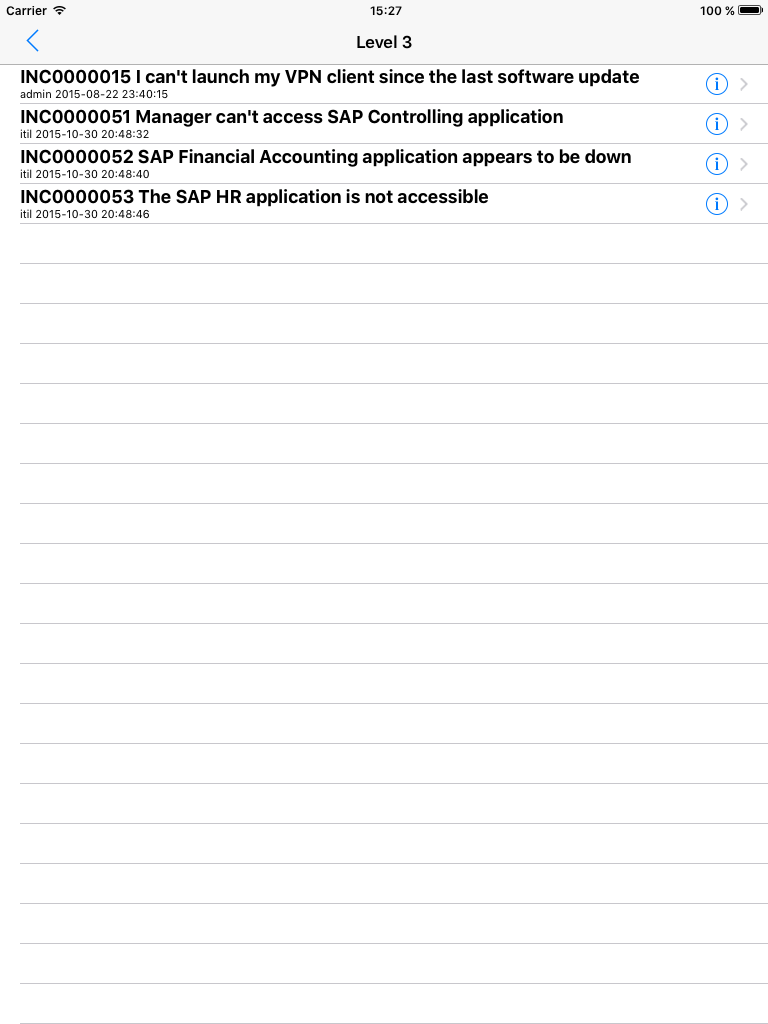 Carrier 15:27 100 %
Level 3
INC0000015 I can't launch my VPN client since the last software update
admin 2015-08-22 23:40:15
INC0000051 Manager can't access SAP Controlling application
itil 2015-10-30 20:48:32
INC0000052 SAP Financial Accounting application appears to be down
itil 2015-10-30 20:48:40
INC0000053 The SAP HR application is not accessible
itil 2015-10-30 20:48:46